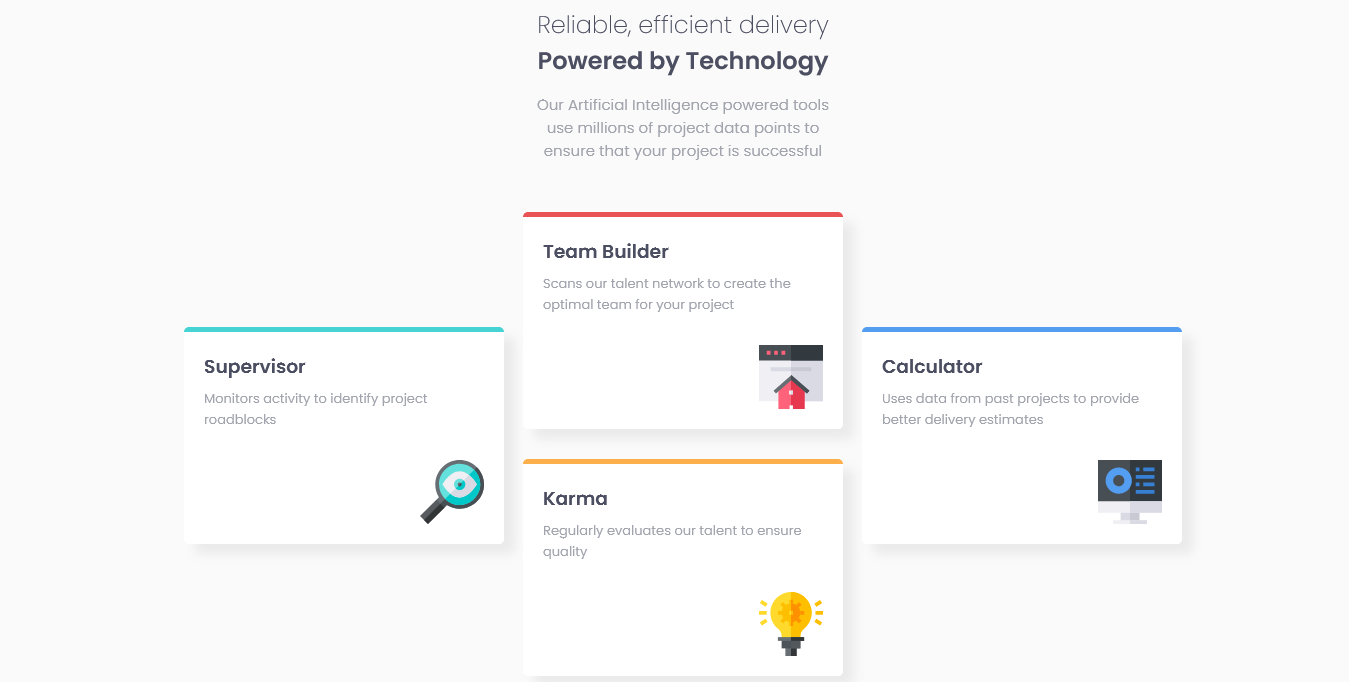 Reliable, efficient delivery
Powered by Technology
Our Artificial Intelligence powered tools
use millions of project data points to
ensure that your project is successful
Supervisor
Monitors activity to identify project
roadblocks
Team Builder
Scans our talent network to create the
optimal team for your project
Karma
Regularly evaluates our talent to ensure
quality
Calculator
Uses data from past projects to provide
better delivery estimates